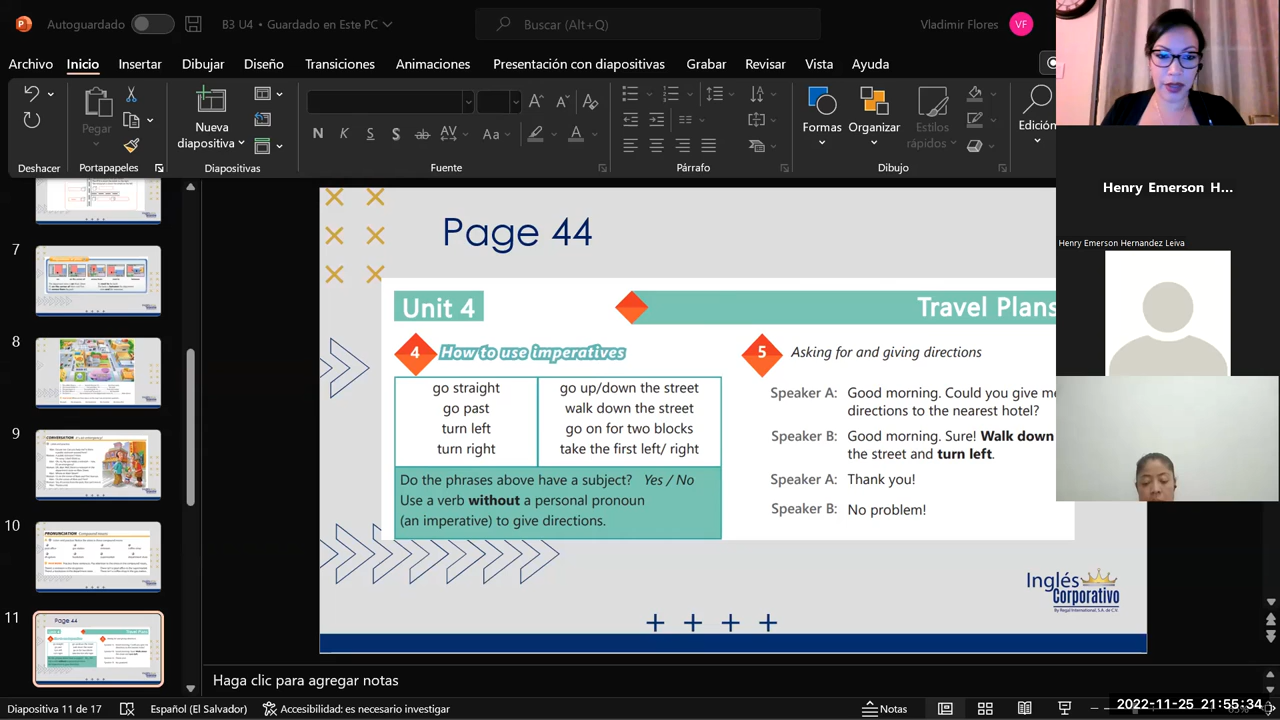 Autoguardado
B3 U4 • Guardado en Este PC
Buscar (Alt+Q)
Vladimir Flores
VF
Archivo
Inicio
Insertar
Dibujar
Diseño
Transiciones
Animaciones
Presentación con diapositivas
Grabar
Revisar
Vista
Ayuda
Pegar
Nueva
diapositiva
N K S S ab AV Aa A
Formas
Organizar
Estilos
rápidos
Edición
Deshacer
Portapapeles
Diapositivas
Fuente
Párrafo
Dibujo
Henry Emerson H...
Henry Emerson Hernandez Leiva
7
8
9
10
11
Page 44
Unit 4
Travel Plans
4 How to use imperatives
go straight
go up/down the street
go past
walk down the street
turn left
go on for two blocks
turn right
take the first left/ right
Do the phrases above have a subject? Yes / No
Use a verb without a personal pronoun
(an imperative) to give directions.
5 Asking for and giving directions
Speaker A: Good morning. Could you give me
directions to the nearest hotel?
Speaker B: Good morning. Sure! Walk down
the street and turn left.
Speaker A: Thank you!
Speaker B: No problem!
Inglés
Corporativo
By Regal International, S.A. de C.V.
Haga clic para agregar notas
Diapositiva 11 de 17
Español (El Salvador)
Accesibilidad: es necesario investigar
Notas
2022-11-25 21:55:34